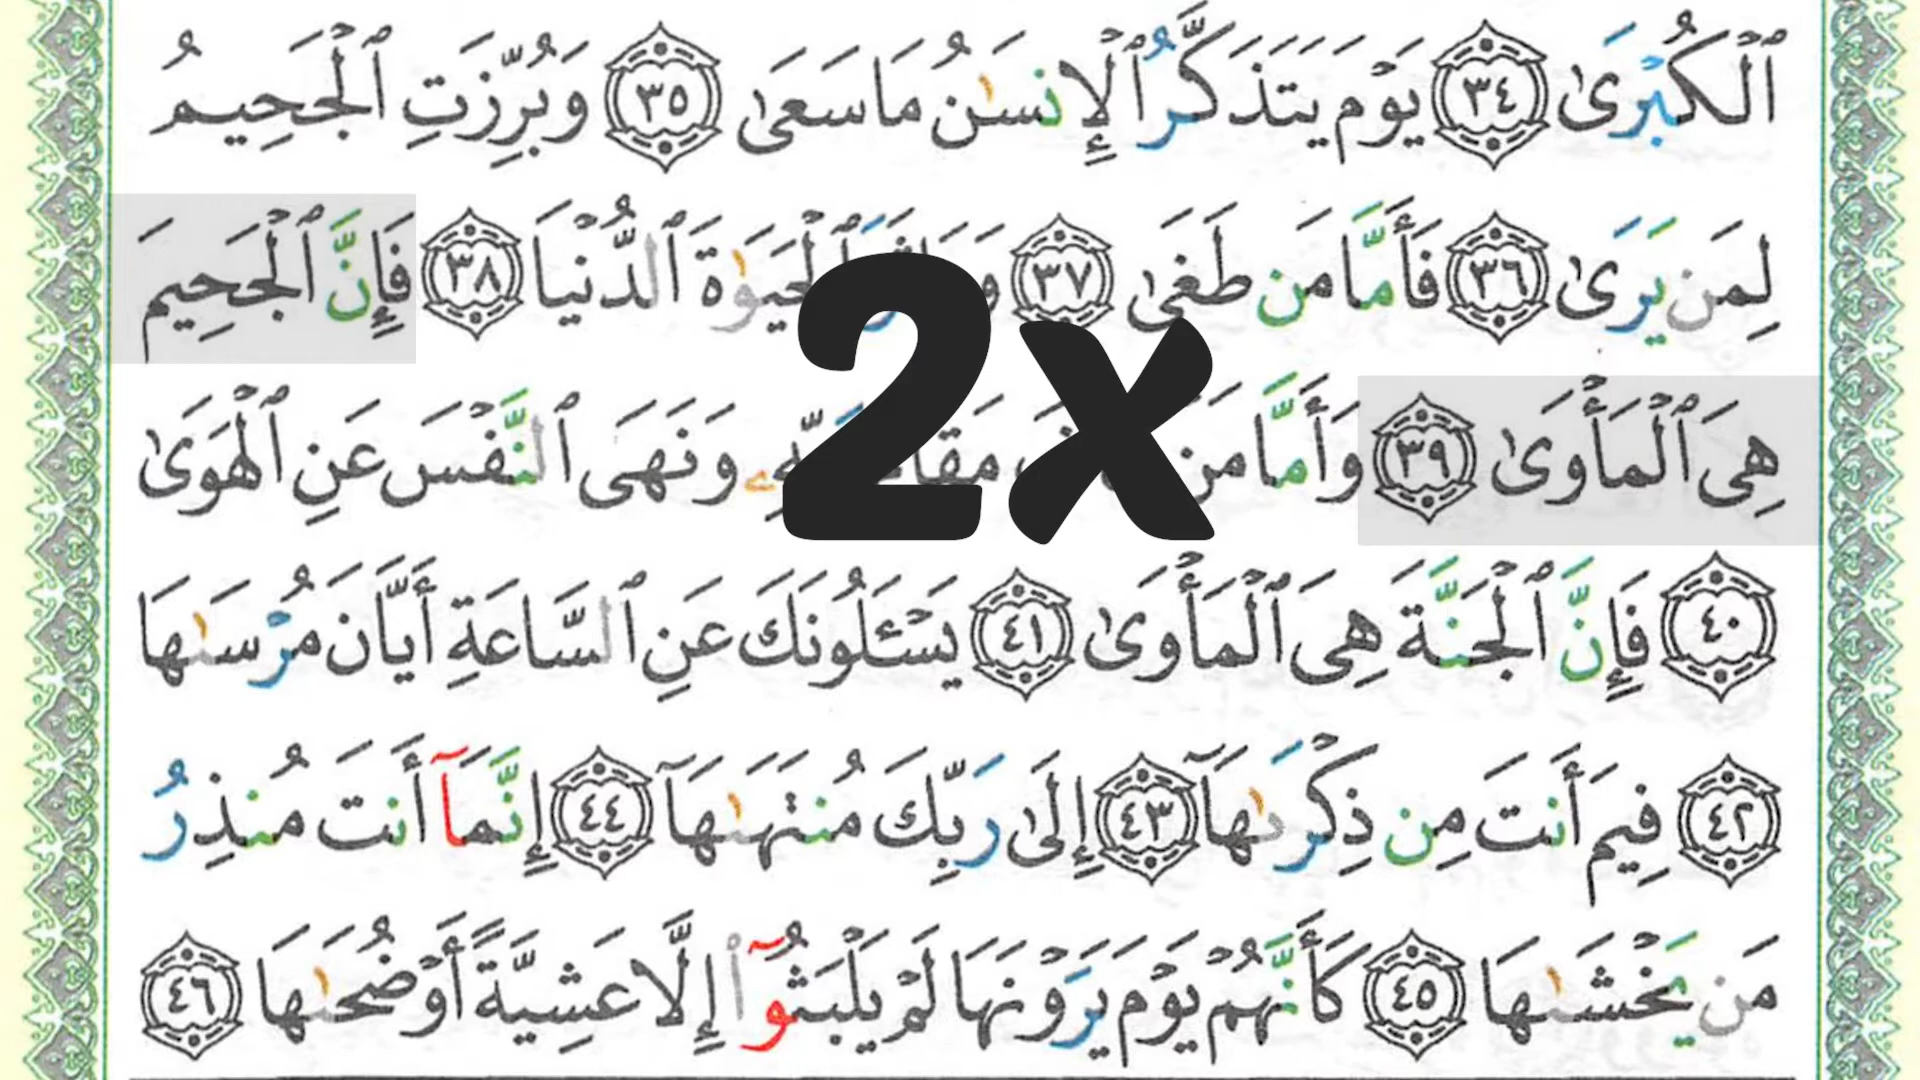 ٱلْكُبْرَىٰ ٣٤ يَوْمَ يَتَذَكَّرُ ٱلْإِنسَـٰنُ مَا سَعَىٰ ٣٥ وَبُرِّزَتِ ٱلْجَحِيمُ
لِمَن يَرَىٰ ٣٦ فَأَمَّا مَن طَغَىٰ ٣٧ ٱلْحَيَوٰةَ ٱلدُّنْيَا ٣٨ فَإِنَّ ٱلْجَحِيمَ
2x
هِىَ ٱلْمَأْوَىٰ ٣٩ وَأَمَّا مَنْ وَنَهَى ٱلنَّفْسَ عَنِ ٱلْهَوَىٰ
٤٠ فَإِنَّ ٱلْجَنَّةَ هِىَ ٱلْمَأْوَىٰ ٤١ يَسْـَٔلُونَكَ عَنِ ٱلسَّاعَةِ أَيَّانَ مُرْسَىٰهَا
٤٢ فِيمَ أَنتَ مِن ذِكْرَىٰهَآ ٤٣ إِلَىٰ رَبِّكَ مُنتَهَىٰهَآ ٤٤ إِنَّمَآ أَنتَ مُنذِرُ
مَن يَخْشَىٰهَا ٤٥ كَأَنَّهُمْ يَوْمَ يَرَوْنَهَا لَمْ يَلْبَثُوٓا۟ إِلَّا عَشِيَّةً أَوْ ضُحَىٰهَا ٤٦